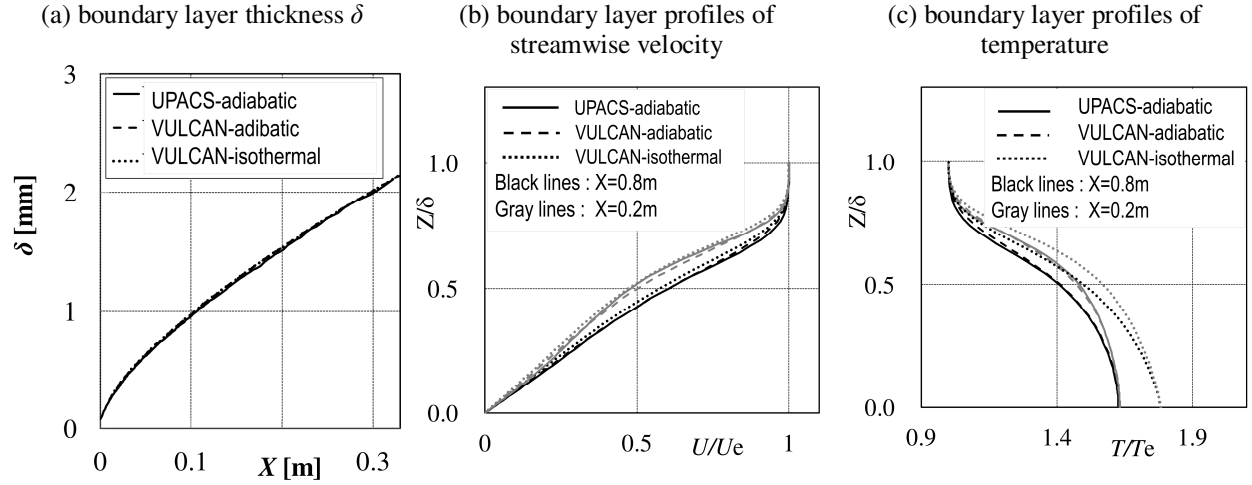 (a) boundary layer thickness δ
3
UPACS-adiabatic
VULCAN-adibatic
VULCAN-isothermal
2
δ [mm]
1
0
0
0.1
X [m]
0.3
(b) boundary layer profiles of
streamwise velocity
UPACS-adiabatic
VULCAN-adiabatic
VULCAN-isothermal
Black lines : X=0.8m
Gray lines : X=0.2m
1.0
Z/δ
0.5
0.0
0
0.5
U/Ue
1
(c) boundary layer profiles of
temperature
UPACS-adiabatic
VULCAN-adiabatic
VULCAN-isothermal
Black lines : X=0.8m
Gray lines : X=0.2m
1.0
Z/δ
0.5
0.0
0.9
1.4
T/Te
1.9